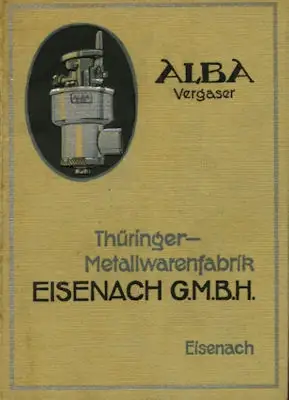 ALBA
Vergaser
Thüringer-
Metallwarenfabrik
EISENACH G.M.B.H.
Eisenach